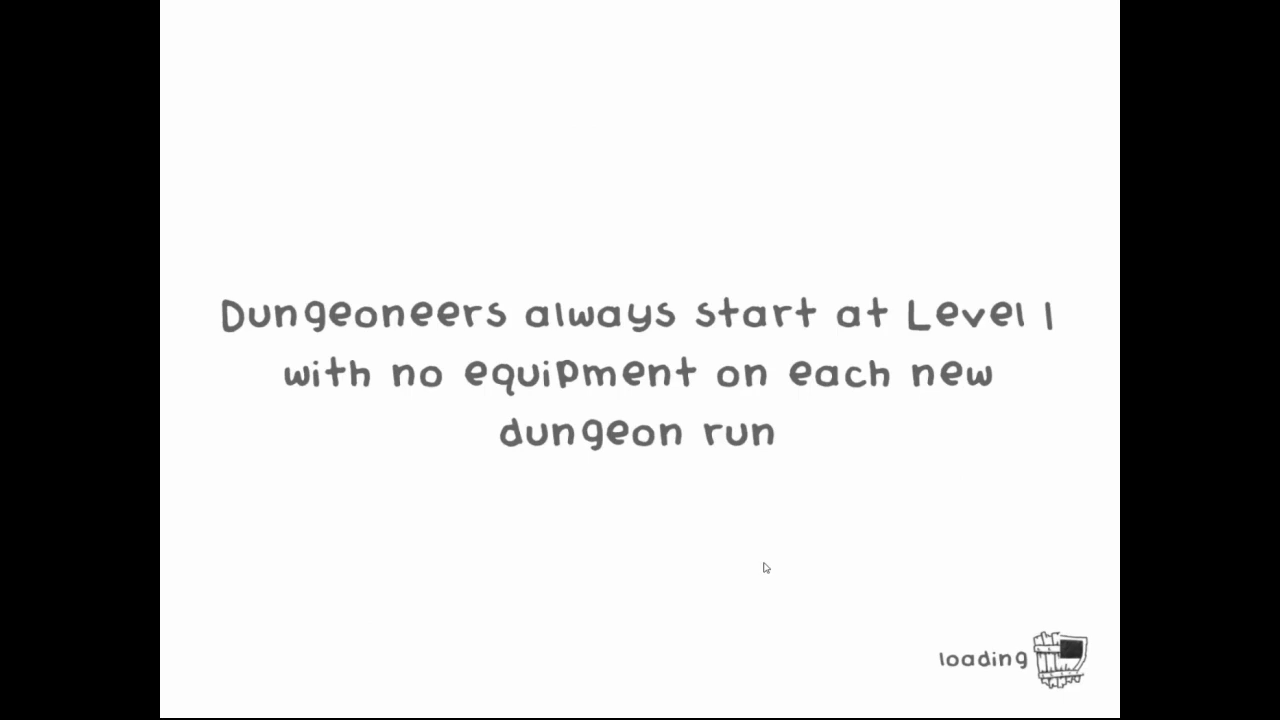 Dungeoneers always start at Level 1
with no equipment on each new
dungeon run
loading